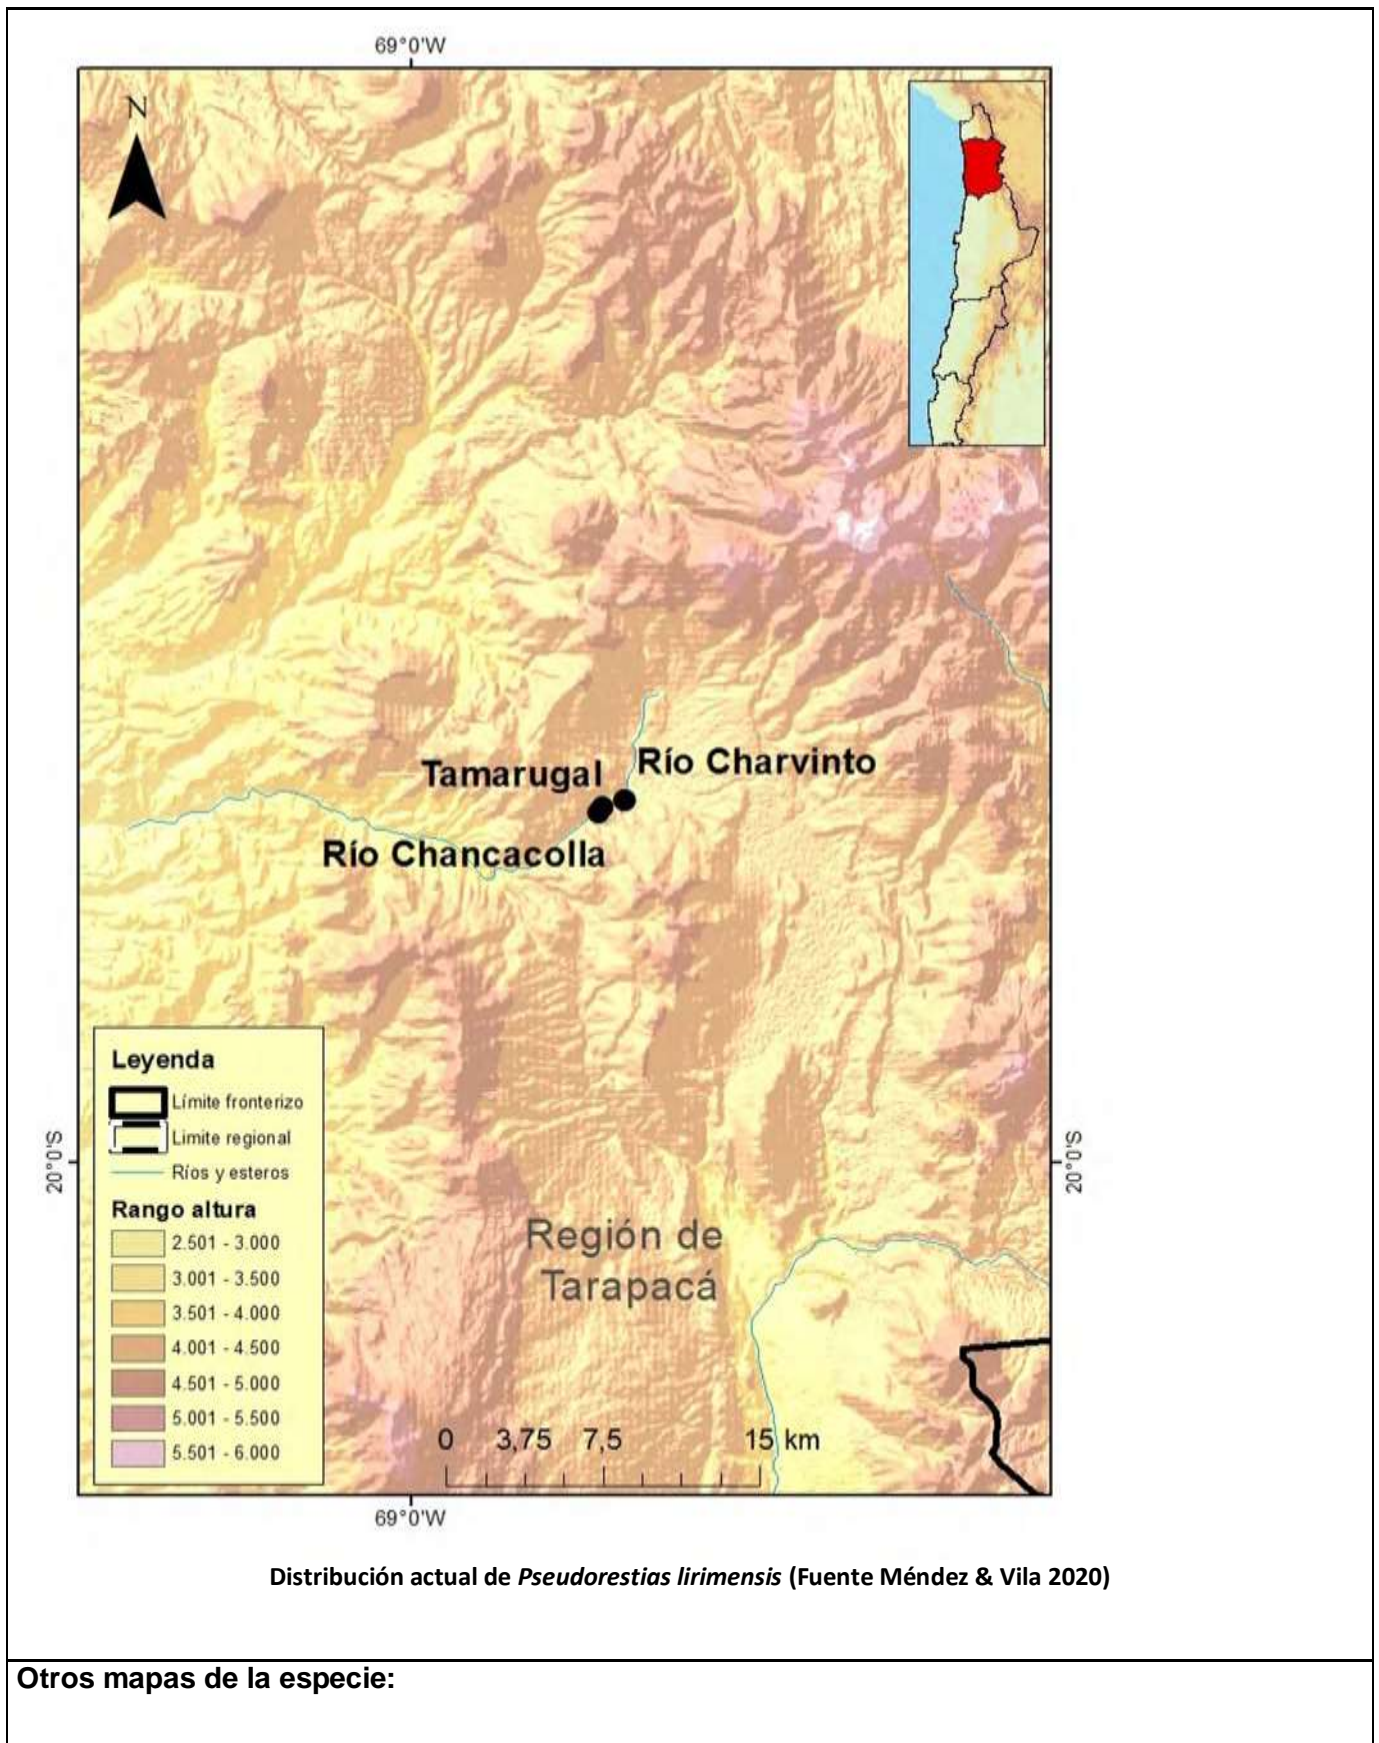 69°0'W
N
Tamarugal
Río Charvinto
Río Chancacolla
Leyenda
Límite fronterizo
Limite regional
Ríos y esteros
Rango altura
2.501 - 3.000
3.001 - 3.500
3.501 - 4.000
4.001 - 4.500
4.501 - 5.000
5.001 - 5.500
5.501 - 6.000
20°0'S
20°0'S
Región de
Tarapacá
0 3,75 7,5 15 km
69°0'W
Distribución actual de Pseudorestias lirimensis (Fuente Méndez & Vila 2020)
Otros mapas de la especie: